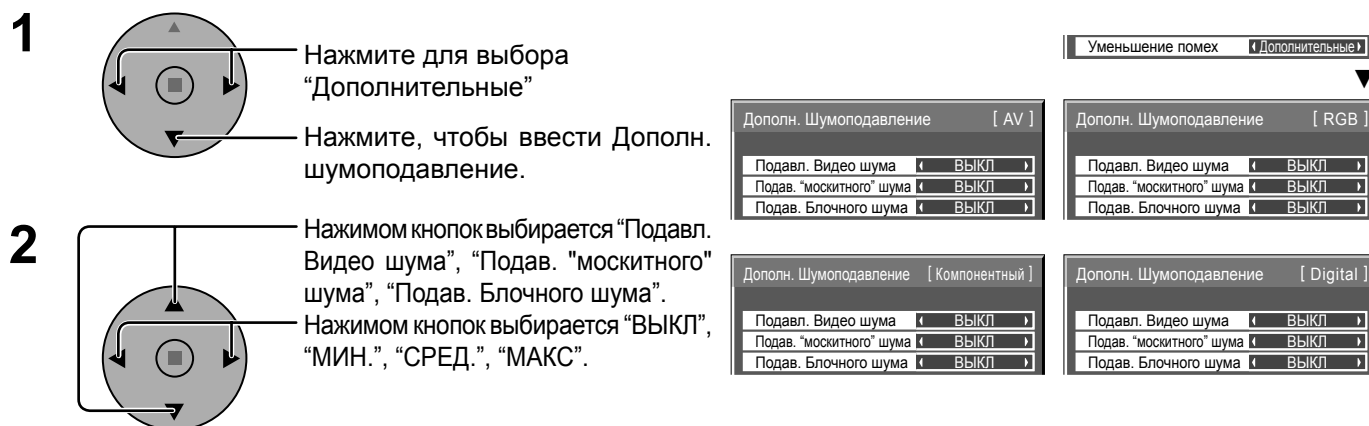 1
Нажмите для выбора
“Дополнительные”
Нажмите, чтобы ввести Дополн.
шумоподавление.
2
Нажимом кнопок выбирается “Подавл.
Видео шума”, “Подав. "москитного"
шума”, “Подав. Блочного шума”.
Нажимом кнопок выбирается “ВЫКЛ”,
“МИН.”, “СРЕД.”, “МАКС”.
Уменьшение помех Дополнительные
Дополн. Шумоподавление [ AV ]
Подавл. Видео шума ВЫКЛ
Подав. “москитного” шума ВЫКЛ
Подав. Блочного шума ВЫКЛ
Дополн. Шумоподавление [ RGB ]
Подавл. Видео шума ВЫКЛ
Подав. “москитного” шума ВЫКЛ
Подав. Блочного шума ВЫКЛ
Дополн. Шумоподавление [ Компонентный ]
Подавл. Видео шума ВЫКЛ
Подав. “москитного” шума ВЫКЛ
Подав. Блочного шума ВЫКЛ
Дополн. Шумоподавление [ Digital ]
Подавл. Видео шума ВЫКЛ
Подав. “москитного” шума ВЫКЛ
Подав. Блочного шума ВЫКЛ